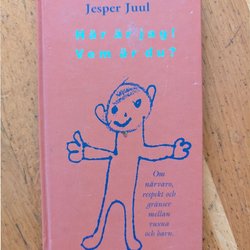 Jesper Juul
Här är jag!
Vem är du?
Om
närvaro,
respekt och
gränser
mellan
vuxna
och barn.